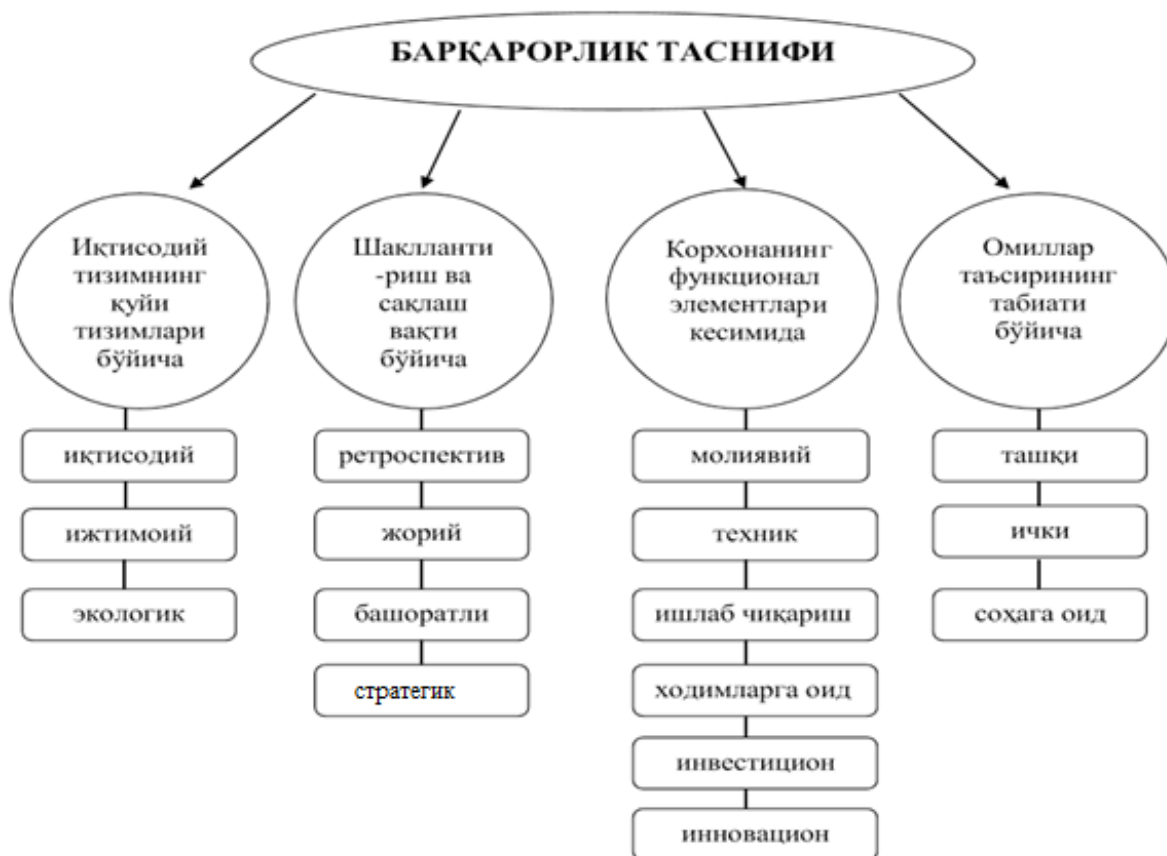 БАРҚАРОРЛИК ТАСНИФИ
Иқтисодий
тизимнинг
қуйи
тизимлари
бўйича
иқтисодий
ижтимоий
экологик
Шакллантi
-риш ва
сақлаш
вақти
бўйича
ретроспектив
жорий
башоратли
стратегик
Корхонанинг
функционал
элементлари
кесимида
молиявий
техник
ишлаб чиқариш
ходимларга оид
инвестицион
инновацион
Омиллар
таъсирининг
табиати
бўйича
ташқи
ички
соҳага оид